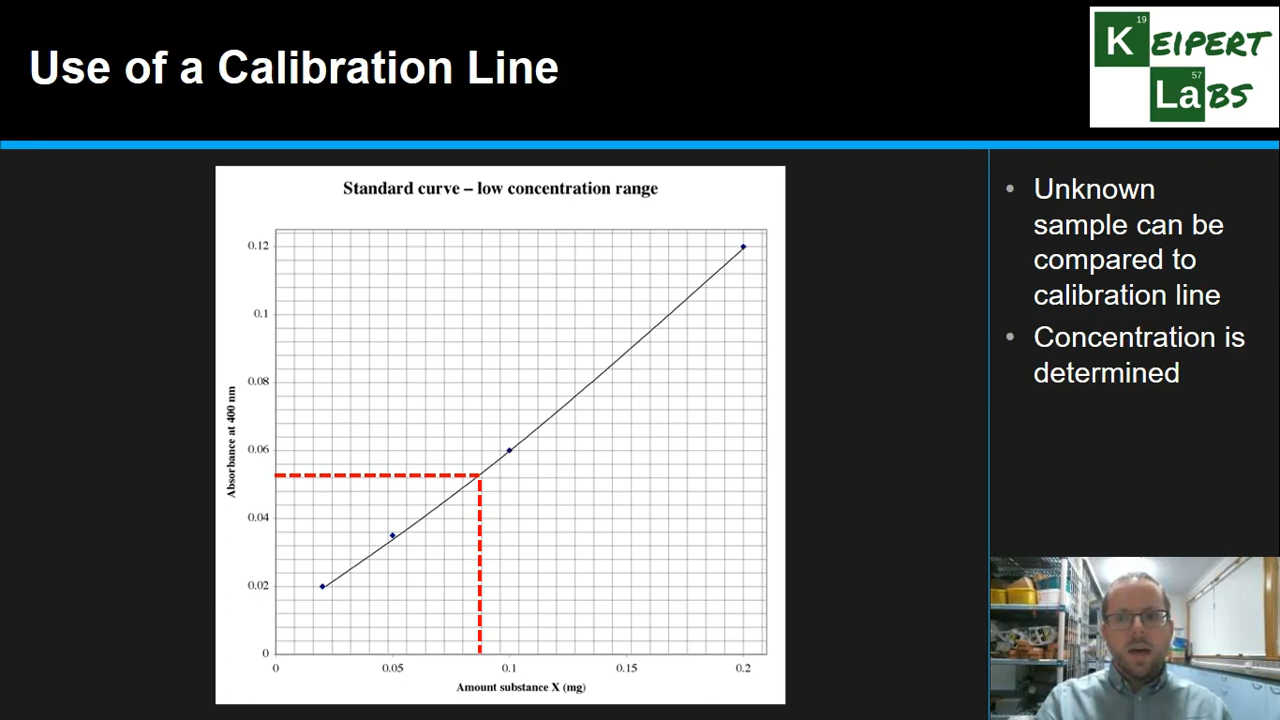 Use of a Calibration Line
19
K EIPERT
57
La BS
Standard curve – low concentration range
0.12
0.1
0.08
0.06
0.04
0.02
0
Absorbance at 400 nm
0 0.05 0.1 0.15 0.2
Amount substance X (mg)
• Unknown
sample can be
compared to
calibration line
• Concentration is
determined